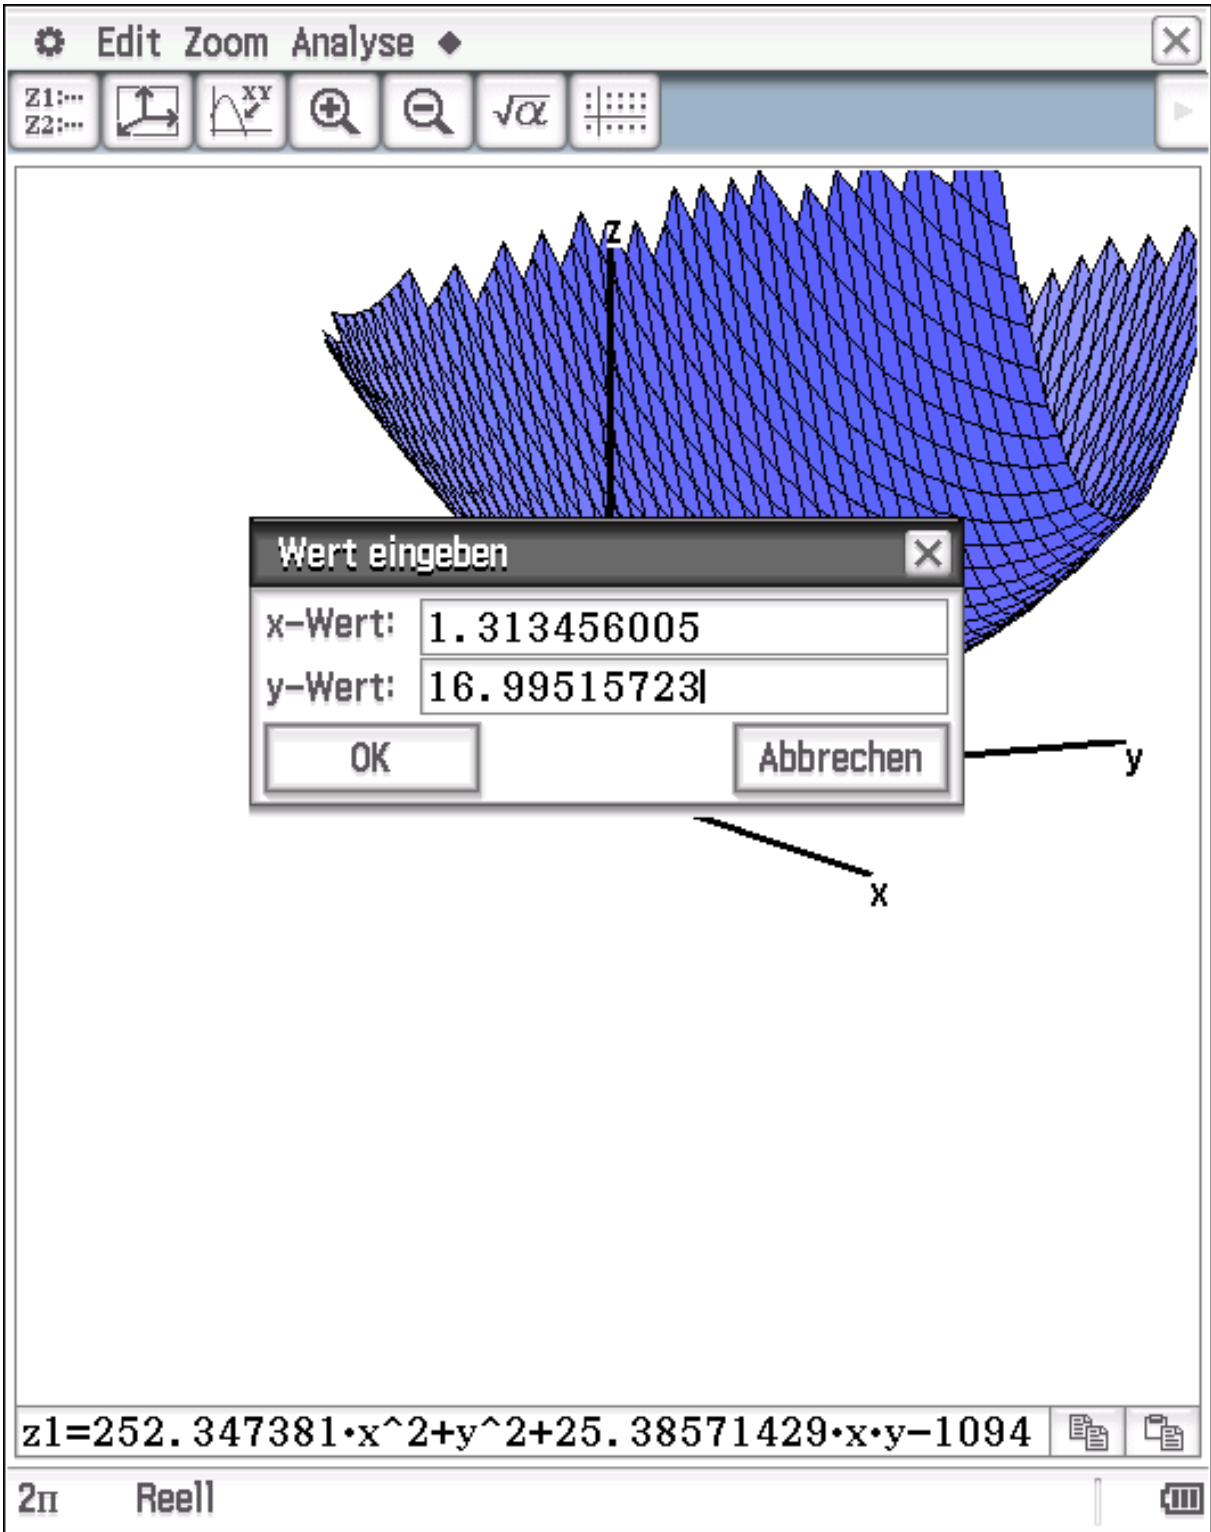 Edit Zoom Analyse
Z1:… XY
Z2:… √α
z
Wert eingeben
x-Wert: 1.313456005
y-Wert: 16.99515723
OK Abbrechen
y
x
z1=252.347381·x^2+y^2+25.38571429·x·y-1094
2π Reell